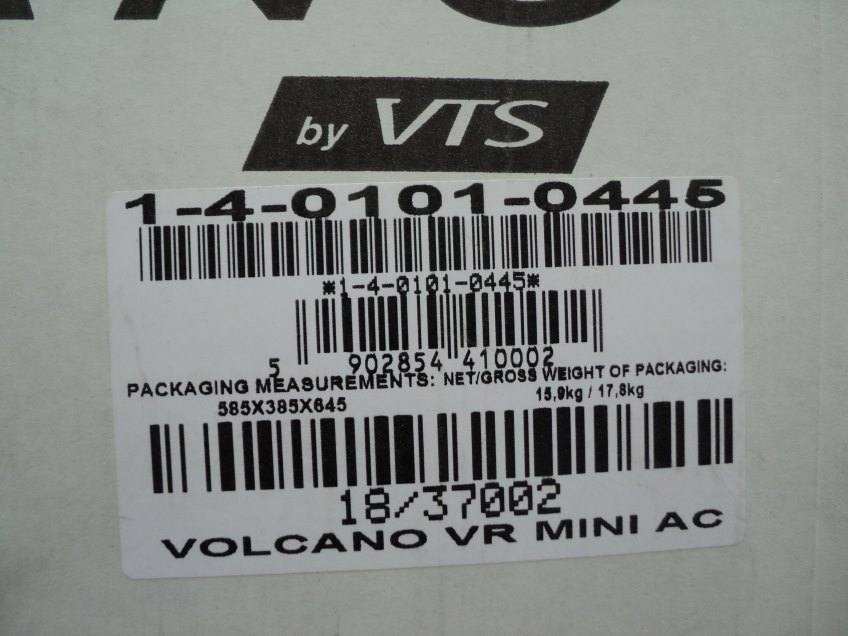 by VTS
1-4-0101-0445
*1-4-0101-0445*
5 902854 410002
PACKAGING MEASUREMENTS: NET/GROSS WEIGHT OF PACKAGING:
585X385X645 15,9kg / 17,8kg
18/37002
VOLCANO VR MINI AC